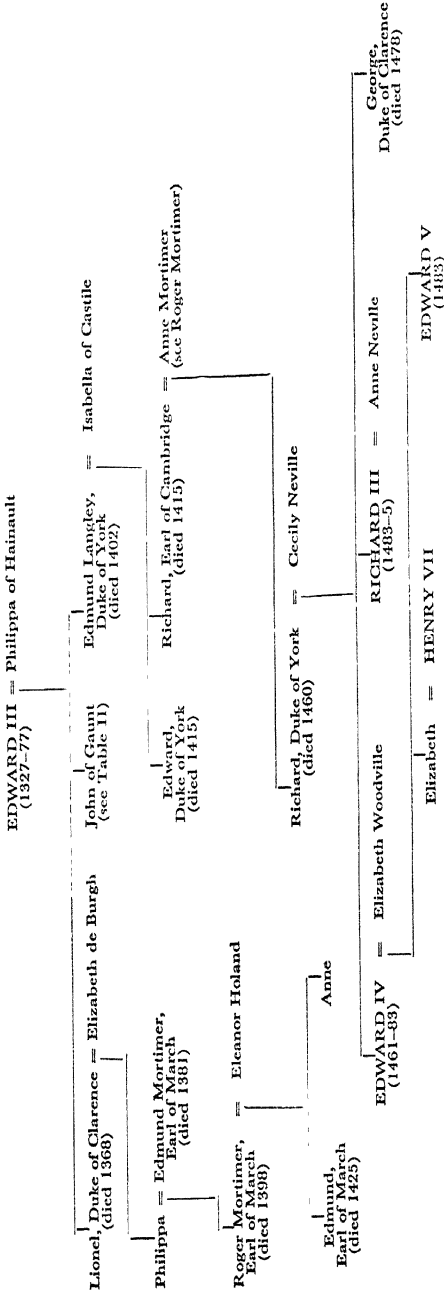 EDWARD III = Philippa of Hainault
(1327–77)
Lionel, Duke of Clarence = Elizabeth de Burgh
(died 1368)
John of Gaunt
(see Table II)
Edmund Langley,
Duke of York
(died 1402)
= Isabella of Castile
Philippa = Edmund Mortimer,
Earl of March
(died 1381)
Edward,
Duke of York
(died 1415)
Richard, Earl of Cambridge = Anne Mortimer
(died 1415)
(see Roger Mortimer)
Roger Mortimer,
Earl of March
(died 1398)
= Eleanor Holand
Richard, Duke of York = Cecily Neville
(died 1460)
Edmund,
Earl of March
(died 1425)
Anne
EDWARD IV = Elizabeth Woodville
(1461–83)
RICHARD III = Anne Neville
(1483–5)
George,
Duke of Clarence
(died 1478)
Elizabeth = HENRY VII
EDWARD V
(1483)